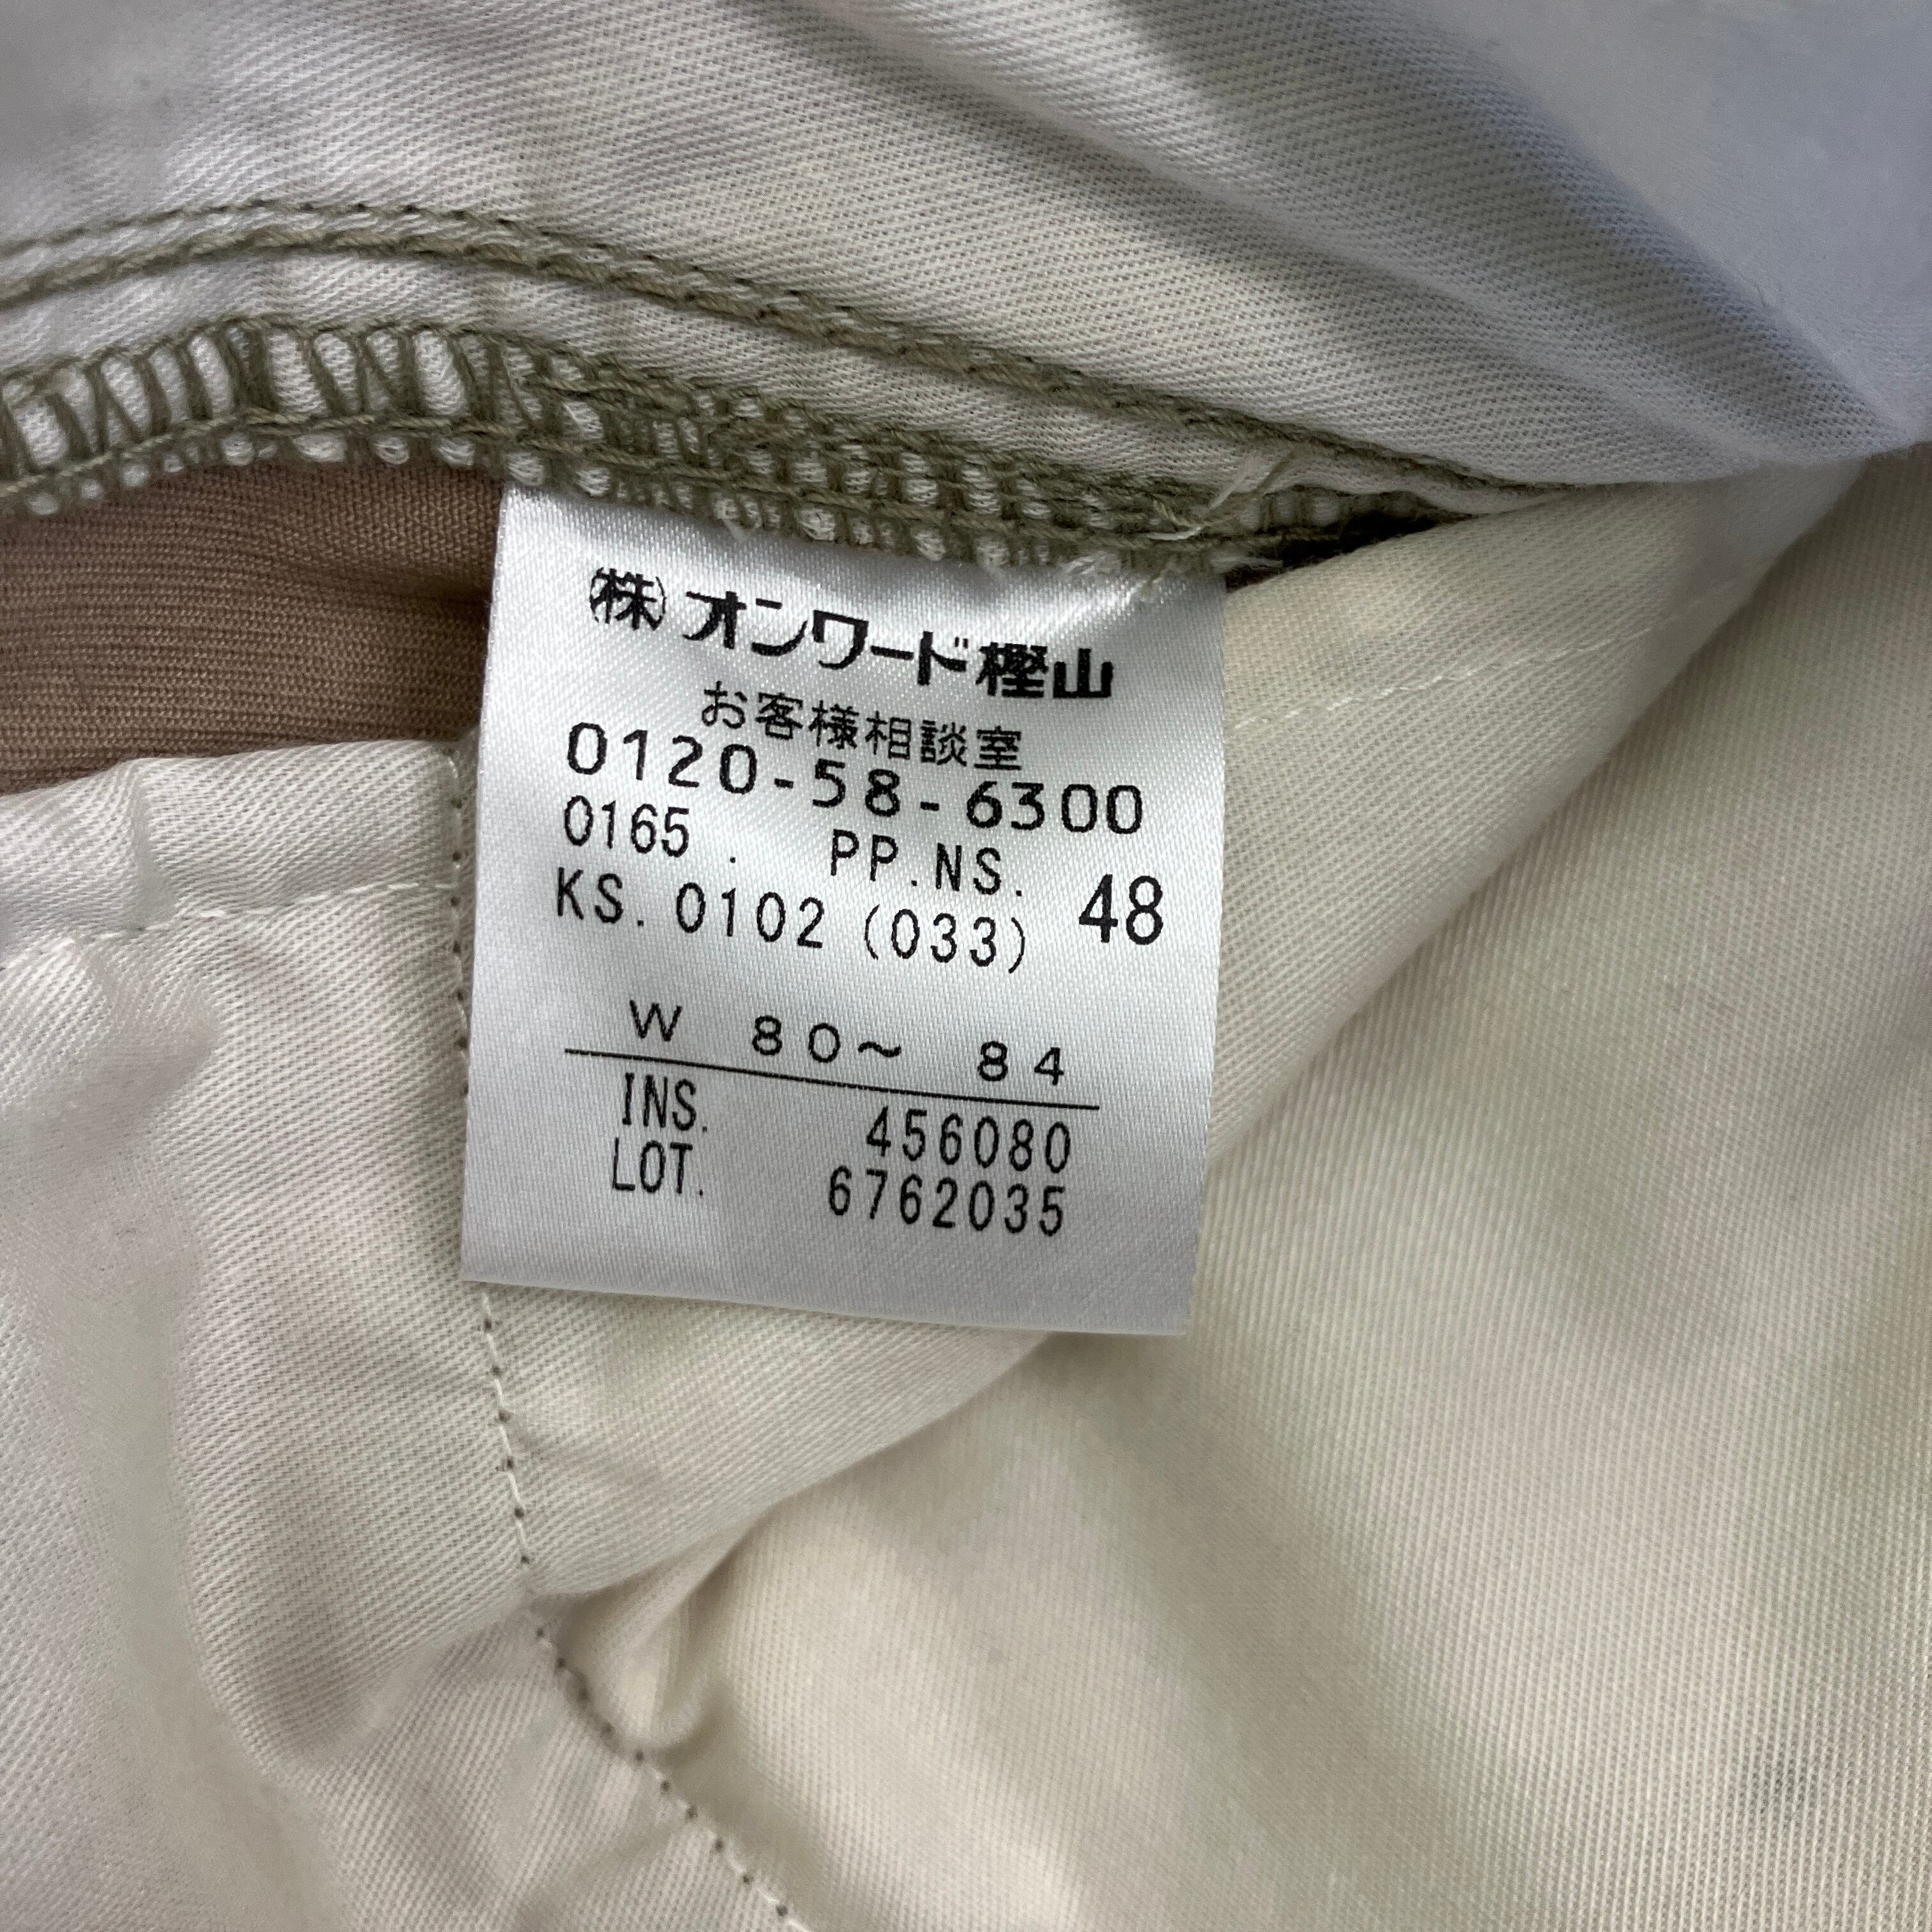 ㈱オンワード樫山
お客様相談室
0120-58-6300
0165 . PP.NS.
KS. 0102 (033) 48
W 80～ 84
INS. 456080
LOT. 6762035